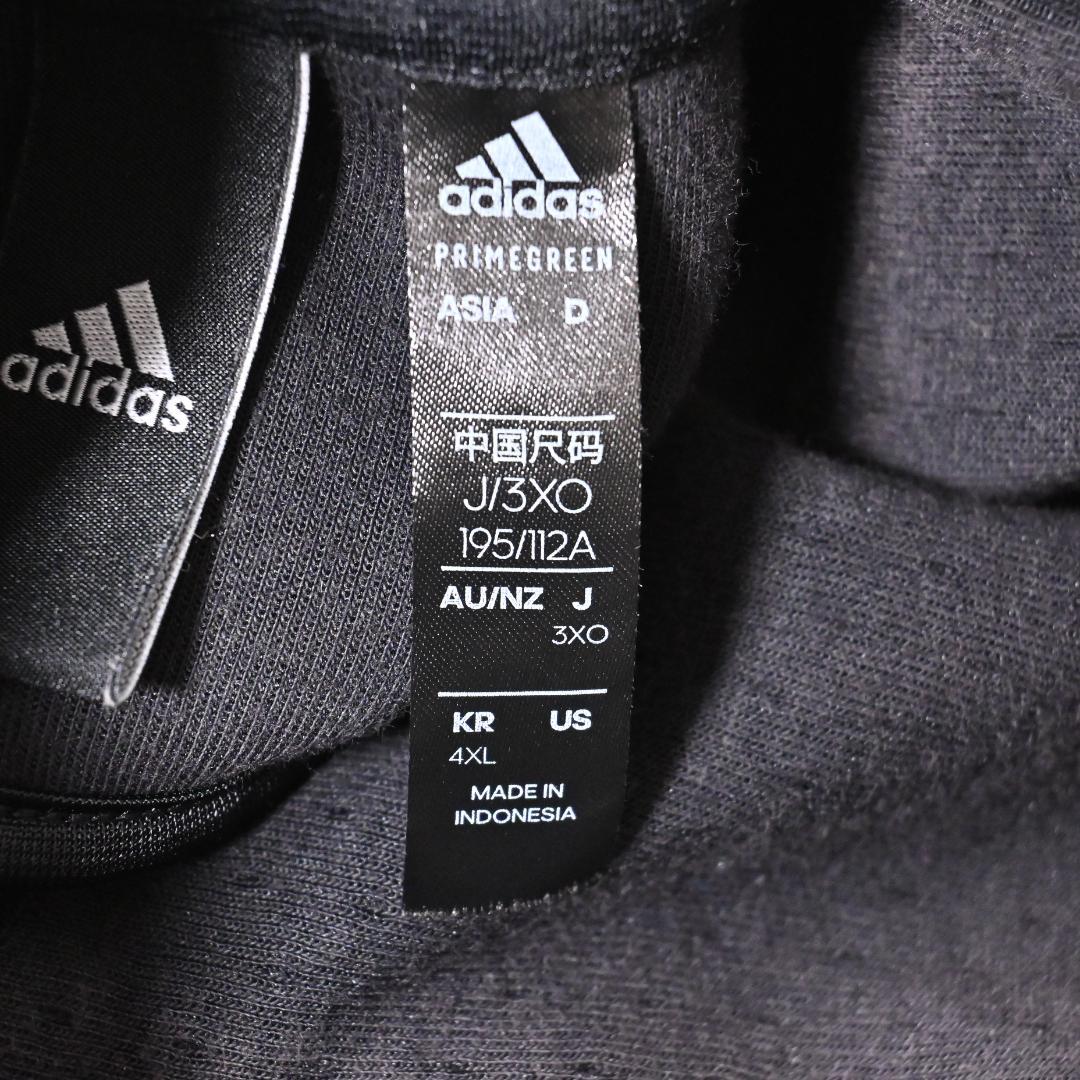 adidas
adidas
PRIMEGREEN
ASIA D
中国尺码
J/3XO
195/112A
AU/NZ J
3XO
KR US
4XL
MADE IN
INDONESIA